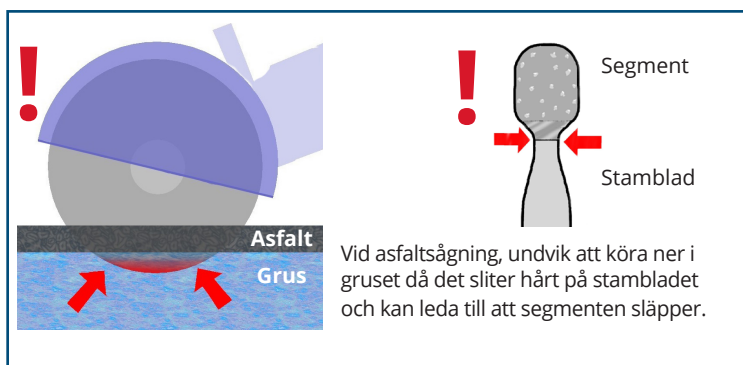 !
Asfalt
Grus
!
Segment
Stamblad
Vid asfaltsågning, undvik att köra ner i
gruset då det sliter hårt på stambladet
och kan leda till att segmenten släpper.